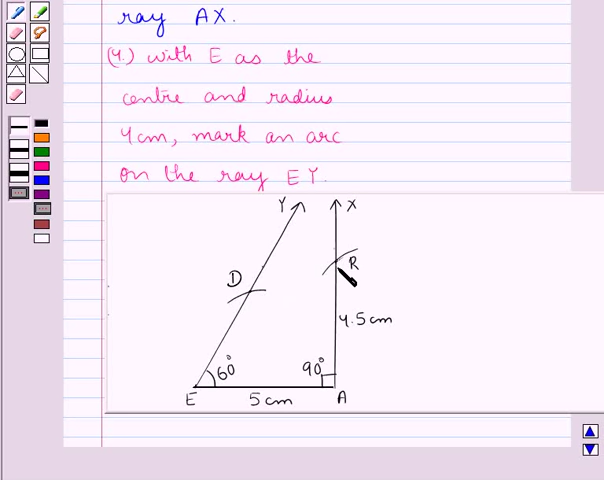 ray AX.
(4.) with E as the
centre and radius
4cm, mark an arc
on the ray EY.
Y X
D R
4.5cm
60° 90°
E 5cm A